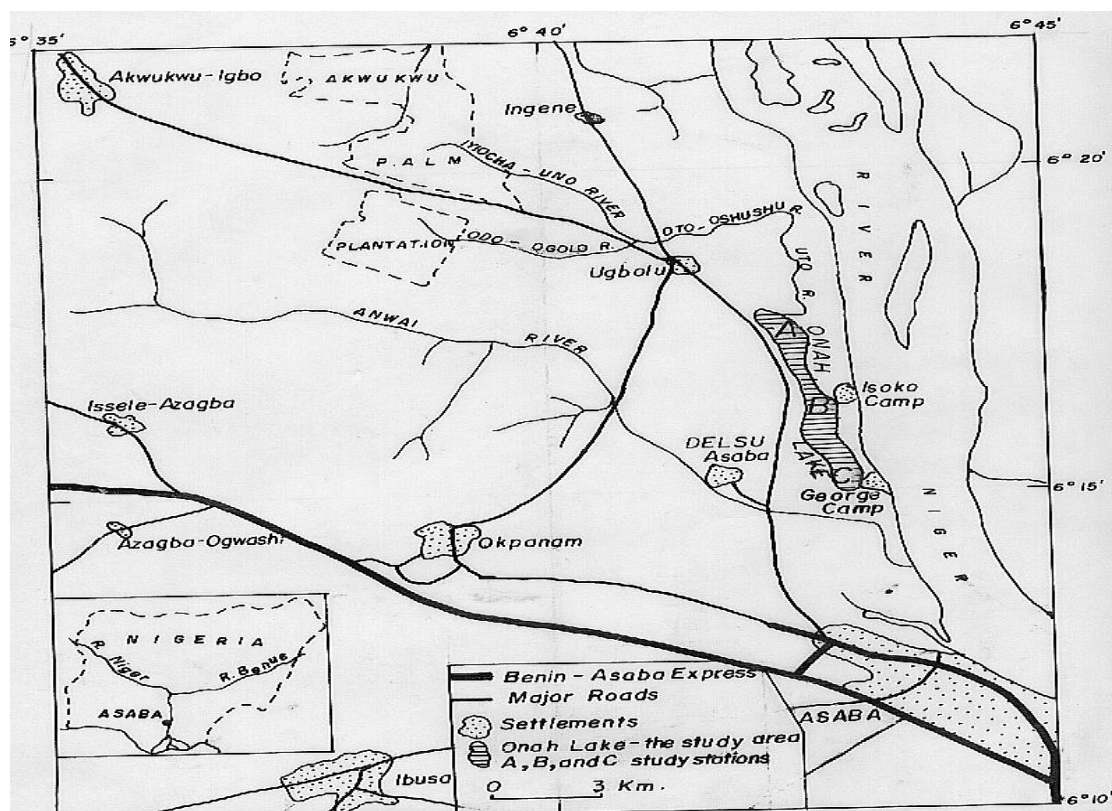 6° 35'
6° 40'
6° 45'
Akwukwu-Igbo
AKWUKWU
Ingene
6° 20'
IYIOCHA-UNO RIVER
PALM
RIVER
OTO-OSHUSHU R.
PLANTATION
ODO-OGOLO R.
UTO R.
Ugbolu
ANWAI
RIVER
A
ONAH
Isoko
Camp
B
Issele-Azagba
DELSU
Asaba
LAKE
C
George
Camp
6° 15'
NIGER
Azagba-Ogwashi
Okpanam
NIGERIA
R. Niger
R. Benue
ASABA
Benin-Asaba Express
Major Roads
Settlements
Onah Lake-the study area
A, B, and C study stations
0 3 Km.
ASABA
Ibusa
6° 10'